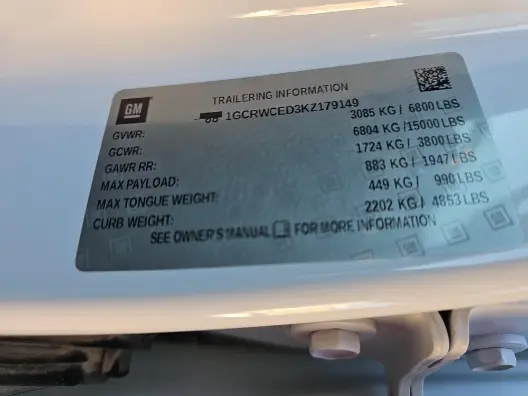 GM
TRAILERING INFORMATION
1GCRWCED3KZ179149
GVWR: 3085 KG / 6800 LBS
GCWR: 6804 KG /15000 LBS
GAWR RR: 1724 KG / 3800 LBS
MAX PAYLOAD: 883 KG / 1947 LBS
MAX TONGUE WEIGHT: 449 KG / 990 LBS
CURB WEIGHT: 2202 KG / 4853 LBS
SEE OWNER'S MANUAL FOR MORE INFORMATION